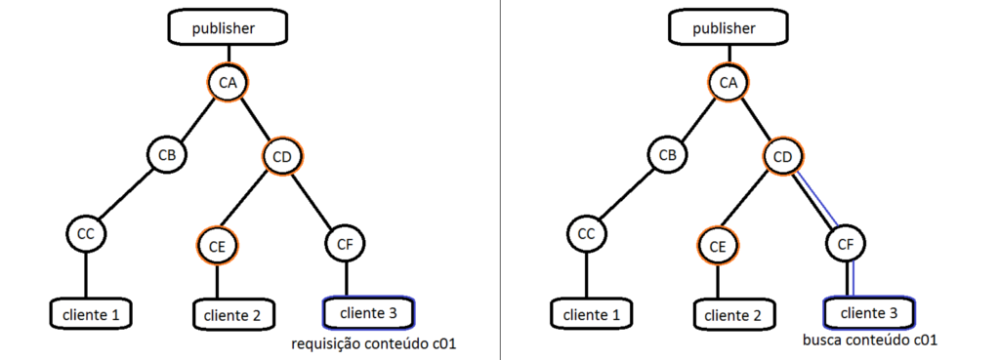 publisher
CA
CB
CD
CC
CE
CF
cliente 1
cliente 2
cliente 3
requisição conteúdo c01
publisher
CA
CB
CD
CC
CE
CF
cliente 1
cliente 2
cliente 3
busca conteúdo c01